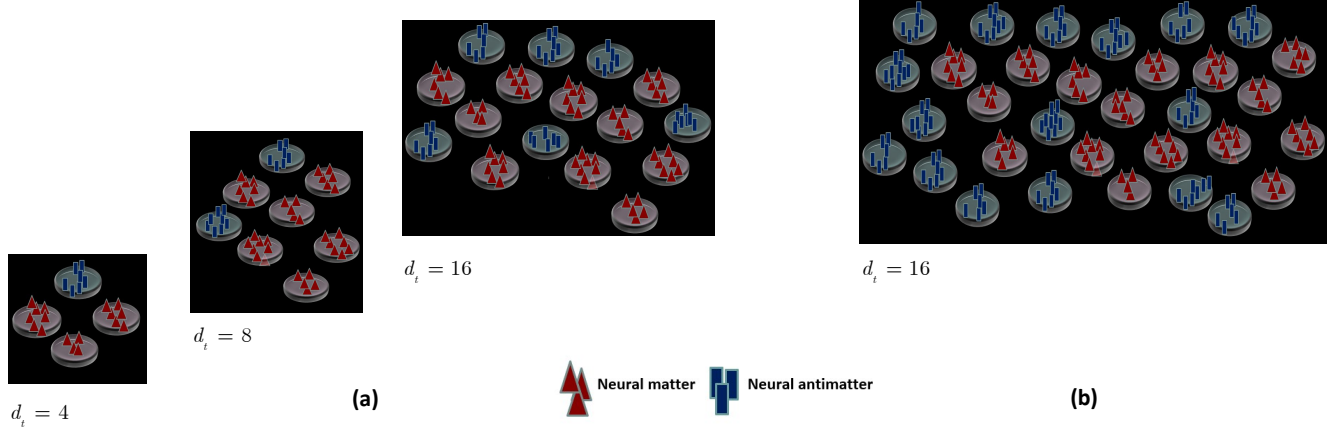 d_t = 16
d_t = 16
d_t = 8
d_t = 4
(a)
Neural matter
Neural antimatter
(b)